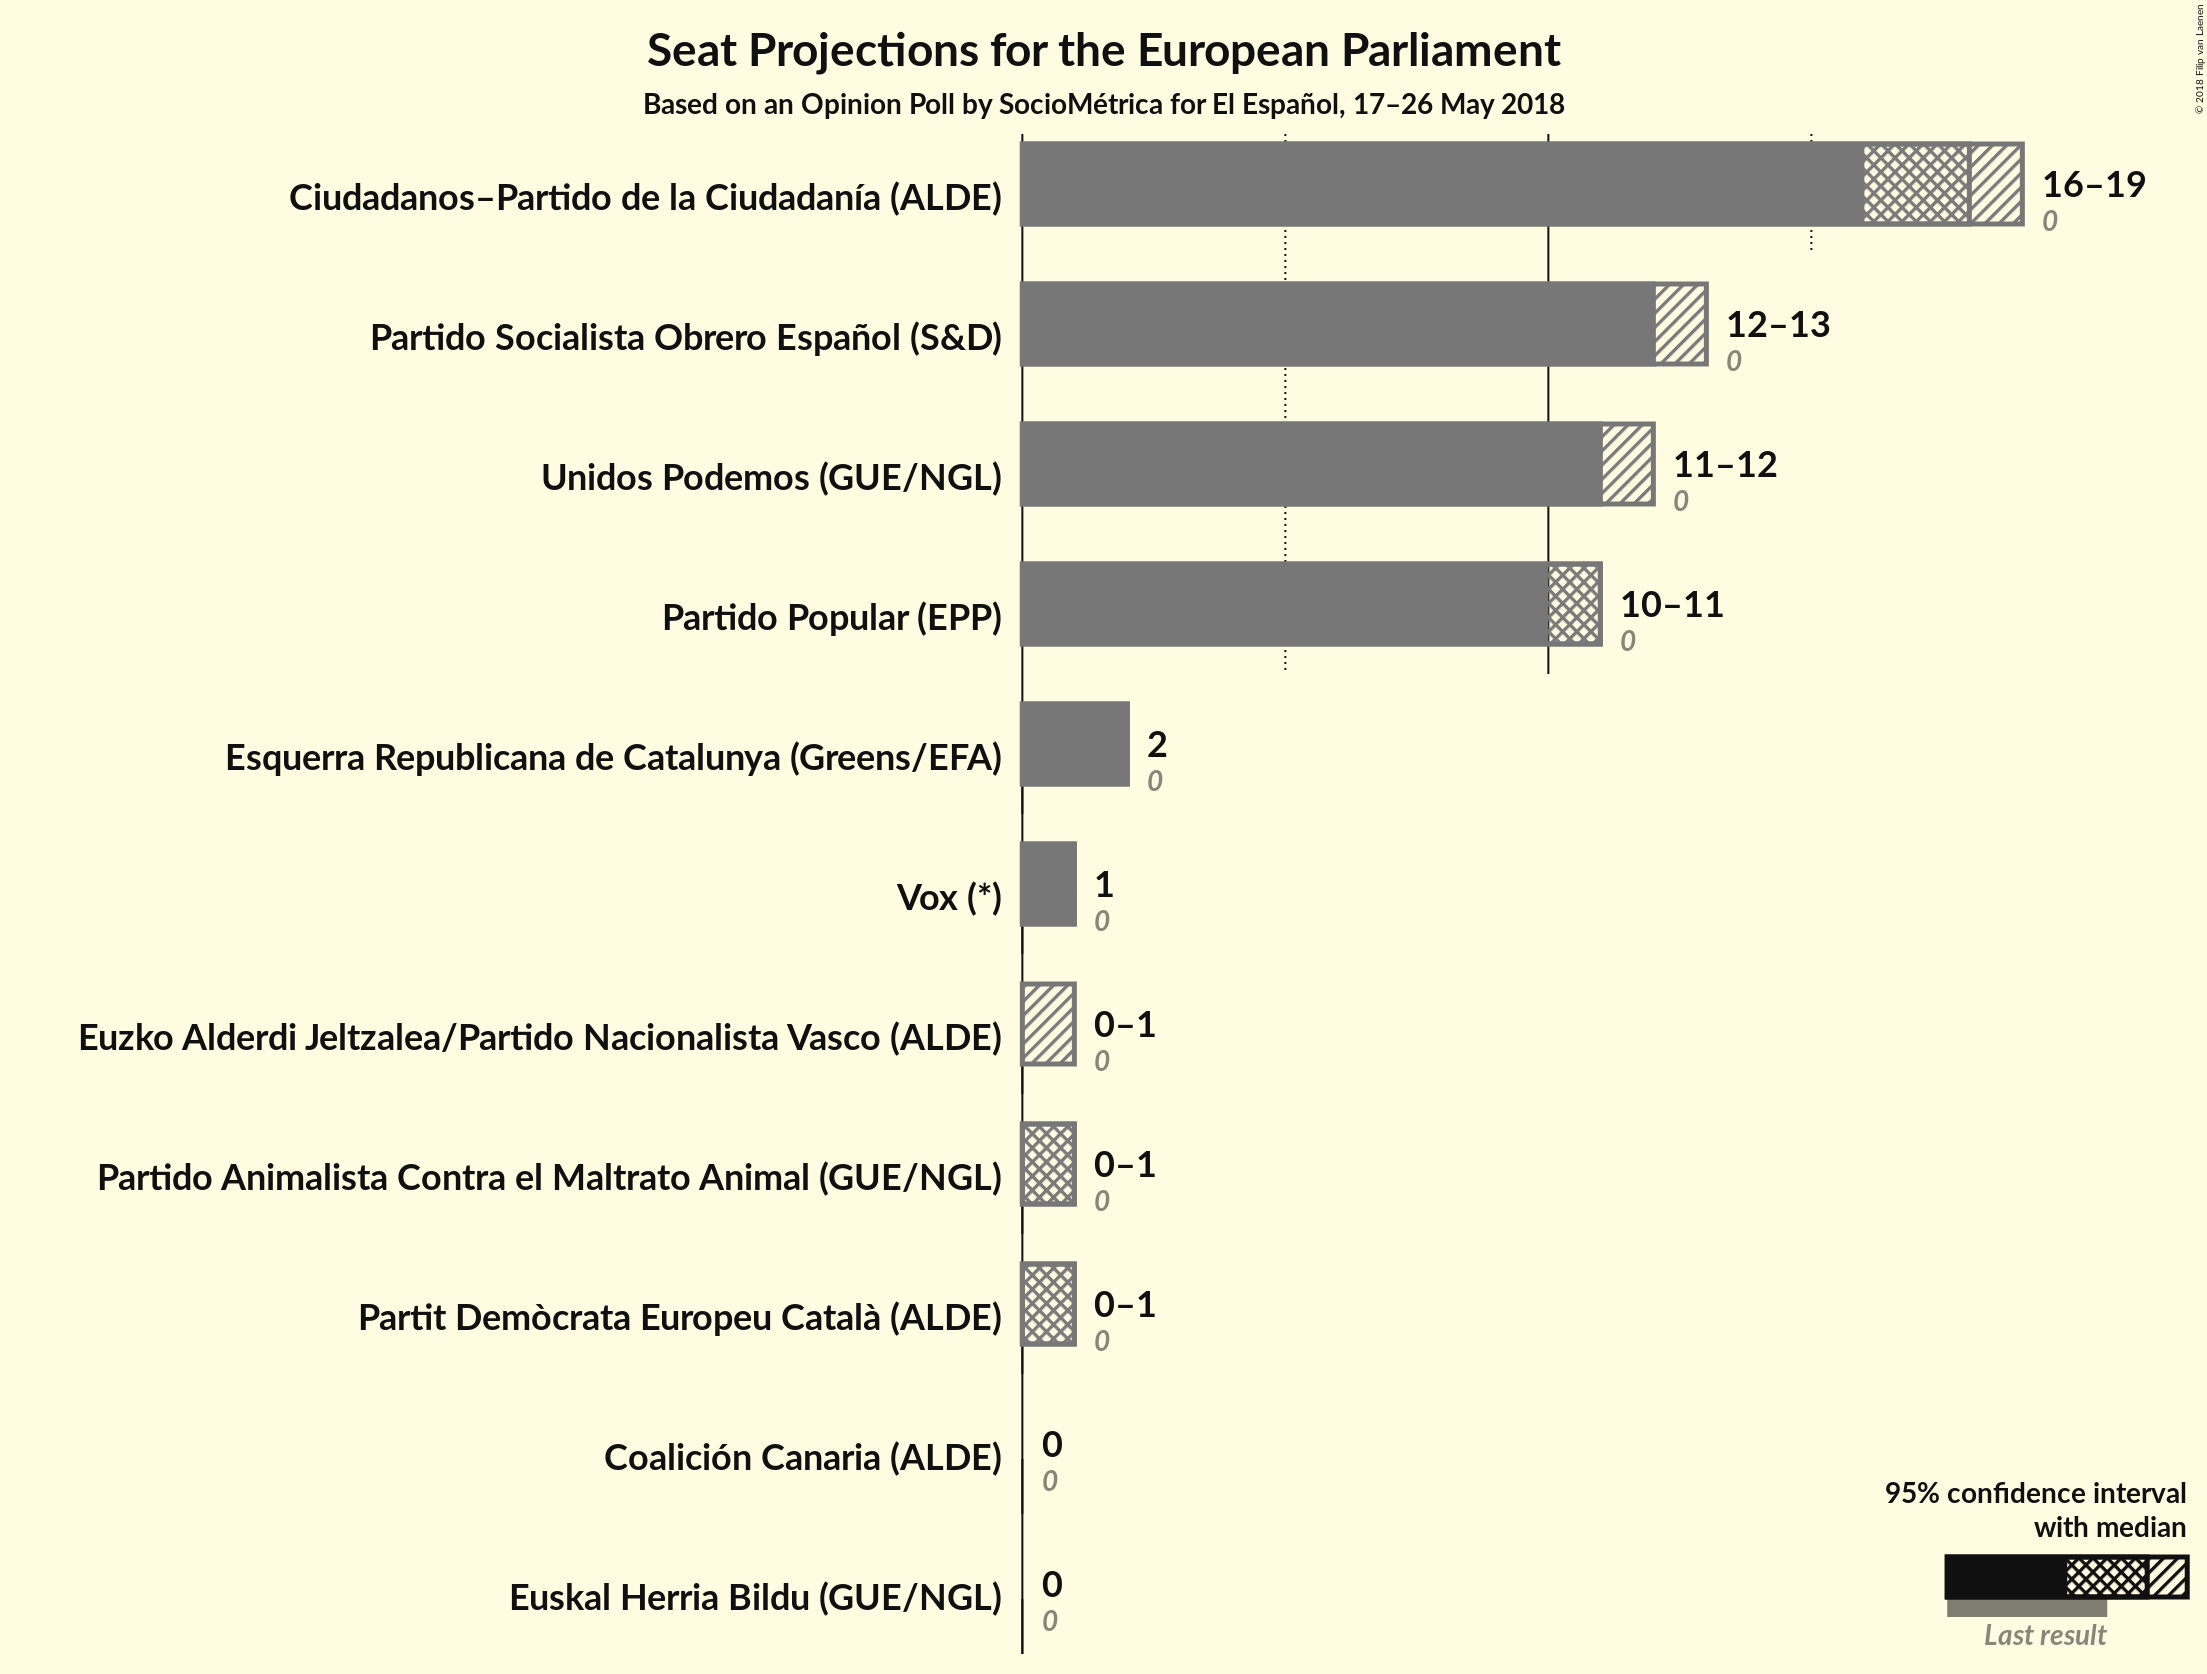 Seat Projections for the European Parliament
Based on an Opinion Poll by SocioMétrica for El Español, 17–26 May 2018
© 2018 Filip van Laenen
Ciudadanos–Partido de la Ciudadanía (ALDE)
16–19
0
Partido Socialista Obrero Español (S&D)
12–13
0
Unidos Podemos (GUE/NGL)
11–12
0
Partido Popular (EPP)
10–11
0
Esquerra Republicana de Catalunya (Greens/EFA)
2
0
Vox (*)
1
0
Euzko Alderdi Jeltzalea/Partido Nacionalista Vasco (ALDE)
0–1
0
Partido Animalista Contra el Maltrato Animal (GUE/NGL)
0–1
0
Partit Demòcrata Europeu Català (ALDE)
0–1
0
Coalición Canaria (ALDE)
0
0
Euskal Herria Bildu (GUE/NGL)
0
0
95% confidence interval
with median
Last result